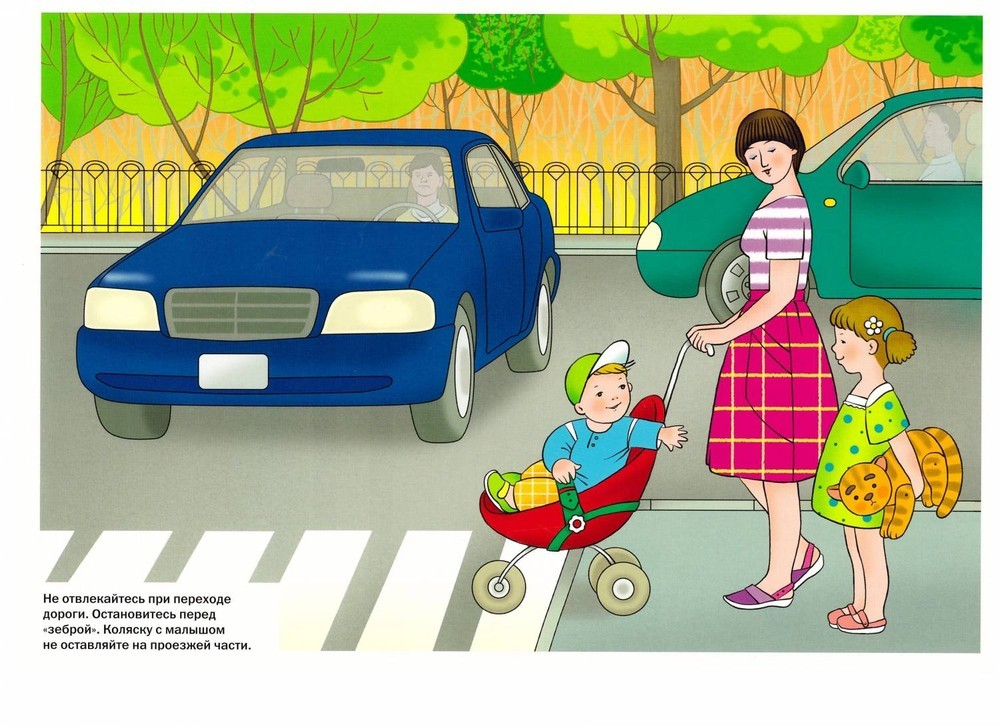 Не отвлекайтесь при переходе
дороги. Остановитесь перед
«зеброй». Коляску с малышом
не оставляйте на проезжей части.